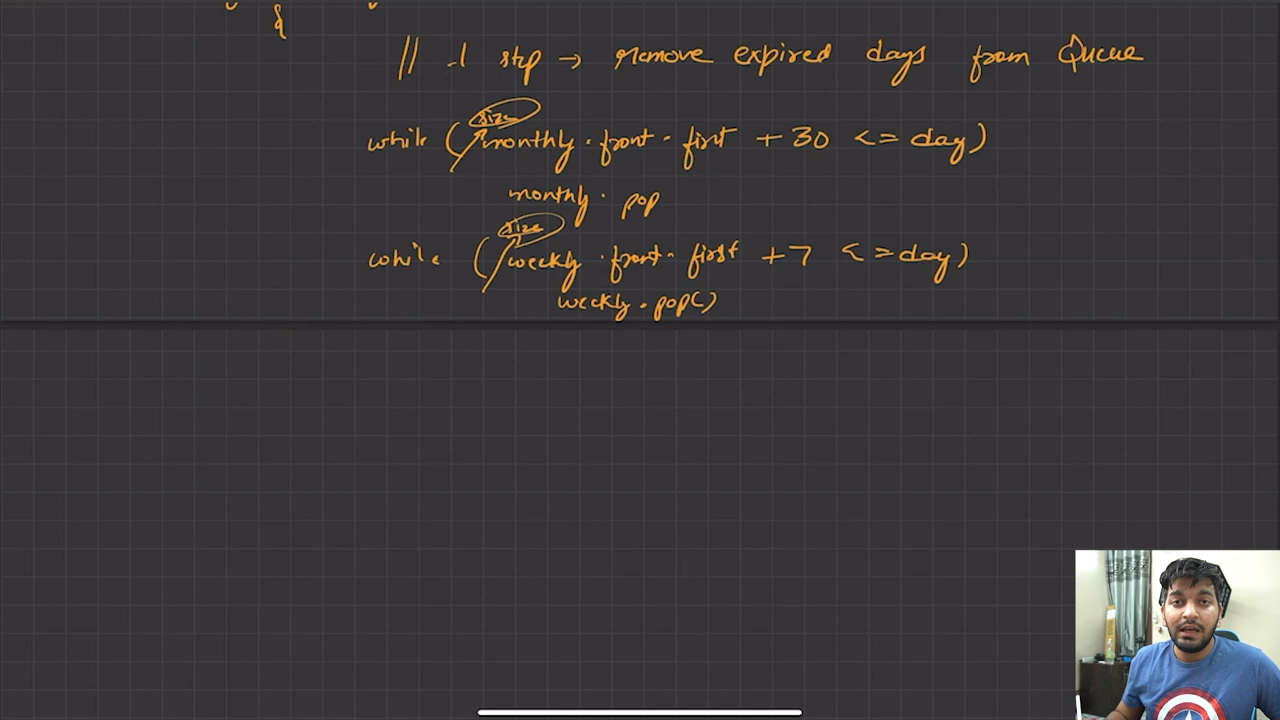 {
// 1 step → remove expired days from Queue
size
while ( monthly.front.first + 30 <= day)
monthly.pop
size
while ( weekly.front.first + 7 <= day)
weekly.pop()